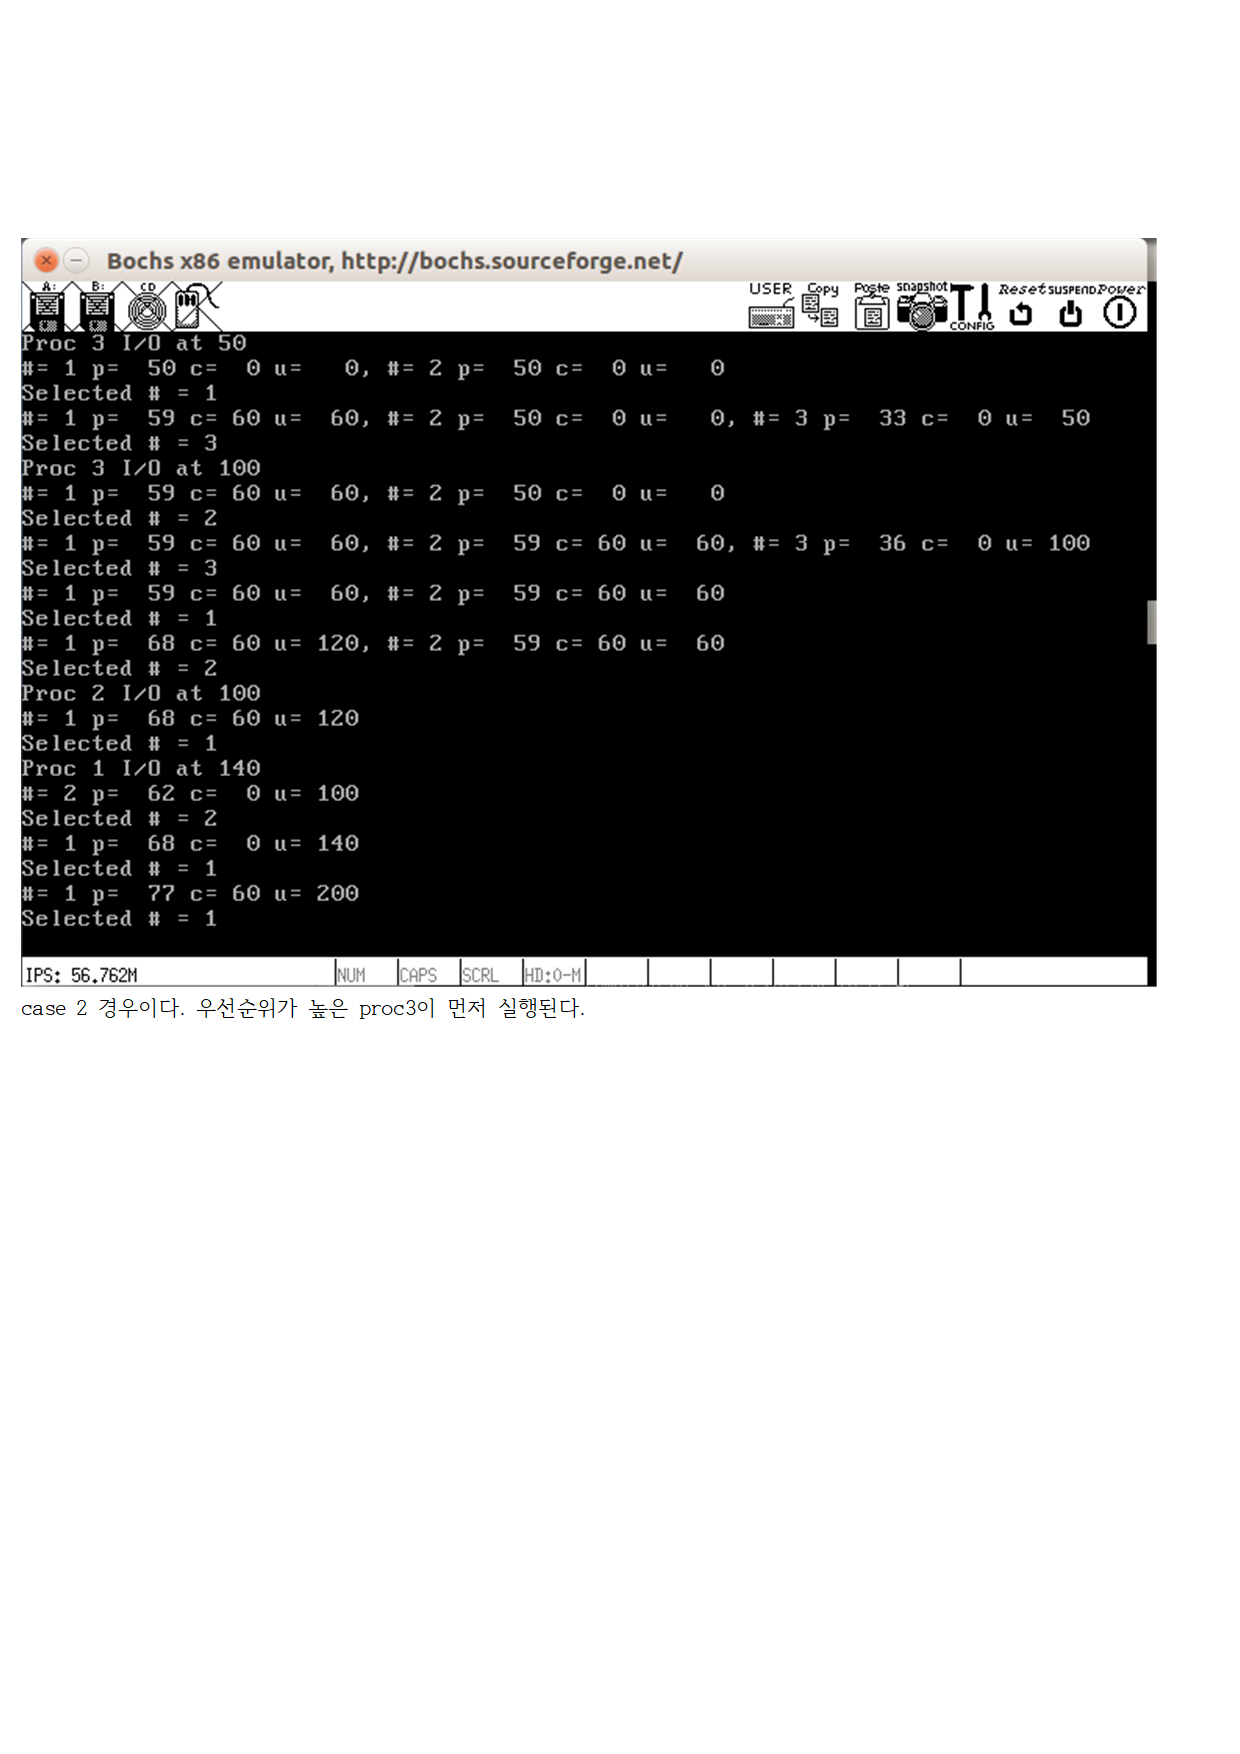 Bochs x86 emulator, http://bochs.sourceforge.net/
A: B: CD USER Copy Paste snapshot CONFIG Reset SUSPEND Power
Proc 3 I/O at 50
#= 1 p=  50 c=  0 u=   0, #= 2 p=  50 c=  0 u=   0
Selected # = 1
#= 1 p=  59 c= 60 u=  60, #= 2 p=  50 c=  0 u=   0, #= 3 p=  33 c=  0 u=  50
Selected # = 3
Proc 3 I/O at 100
#= 1 p=  59 c= 60 u=  60, #= 2 p=  50 c=  0 u=   0
Selected # = 2
#= 1 p=  59 c= 60 u=  60, #= 2 p=  59 c= 60 u=  60, #= 3 p=  36 c=  0 u= 100
Selected # = 3
#= 1 p=  59 c= 60 u=  60, #= 2 p=  59 c= 60 u=  60
Selected # = 1
#= 1 p=  68 c= 60 u= 120, #= 2 p=  59 c= 60 u=  60
Selected # = 2
Proc 2 I/O at 100
#= 1 p=  68 c= 60 u= 120
Selected # = 1
Proc 1 I/O at 140
#= 2 p=  62 c=  0 u= 100
Selected # = 2
#= 1 p=  68 c=  0 u= 140
Selected # = 1
#= 1 p=  77 c= 60 u= 200
Selected # = 1
IPS: 56.762M NUM CAPS SCRL HD:0-M
case 2 경우이다. 우선순위가 높은 proc3이 먼저 실행된다.